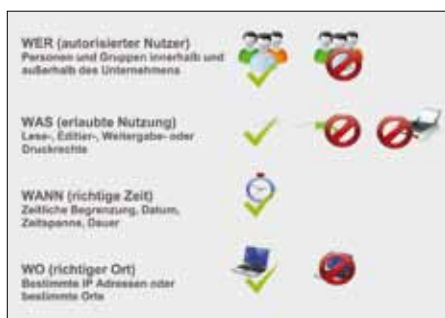 WER (autorisierter Nutzer)
Personen und Gruppen innerhalb und
außerhalb des Unternehmens
WAS (erlaubte Nutzung)
Lese-, Editier-, Weitergabe- oder
Druckrechte
WANN (richtige Zeit)
Zeitliche Begrenzung, Datum,
Zeitspanne, Dauer
WO (richtiger Ort)
Bestimmte IP Adressen oder
bestimmte Orte